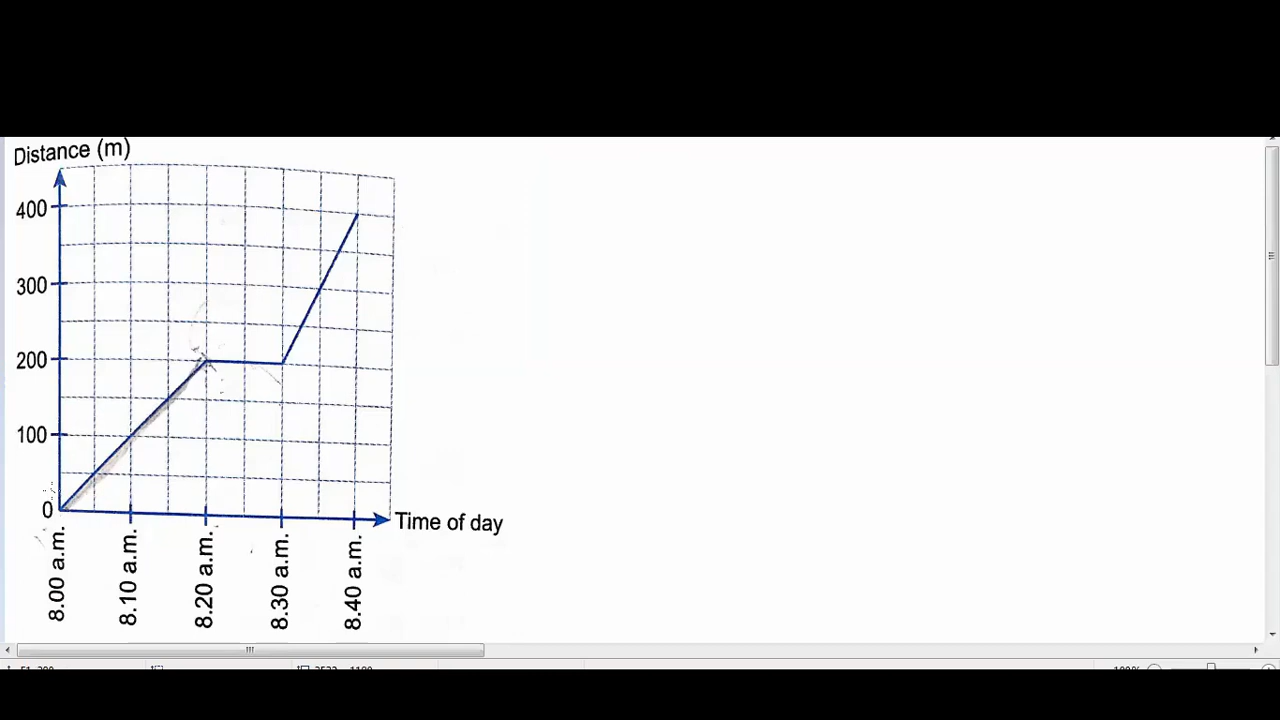 Distance (m)
400
300
200
100
0
Time of day
8.00 a.m.
8.10 a.m.
8.20 a.m.
8.30 a.m.
8.40 a.m.